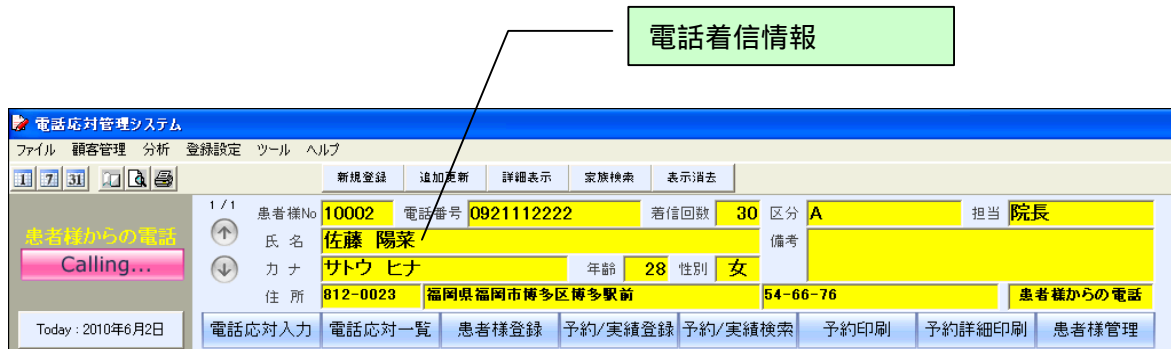 電話着信情報
電話応対管理システム
ファイル 顧客管理 分析 登録設定 ツール ヘルプ
1 7 31 新規登録 追加更新 詳細表示 家族検索 表示消去
1/1 患者様No 10002 電話番号 0921112222 着信回数 30 区分 A 担当 院長
患者様からの電話 氏 名 佐藤 陽菜 備考
Calling... カ ナ サトウ ヒナ 年齢 28 性別 女
住 所 812-0023 福岡県福岡市博多区博多駅前 54-66-76 患者様からの電話
Today : 2010年6月2日 電話応対入力 電話応対一覧 患者様登録 予約/実績登録 予約/実績検索 予約印刷 予約詳細印刷 患者様管理